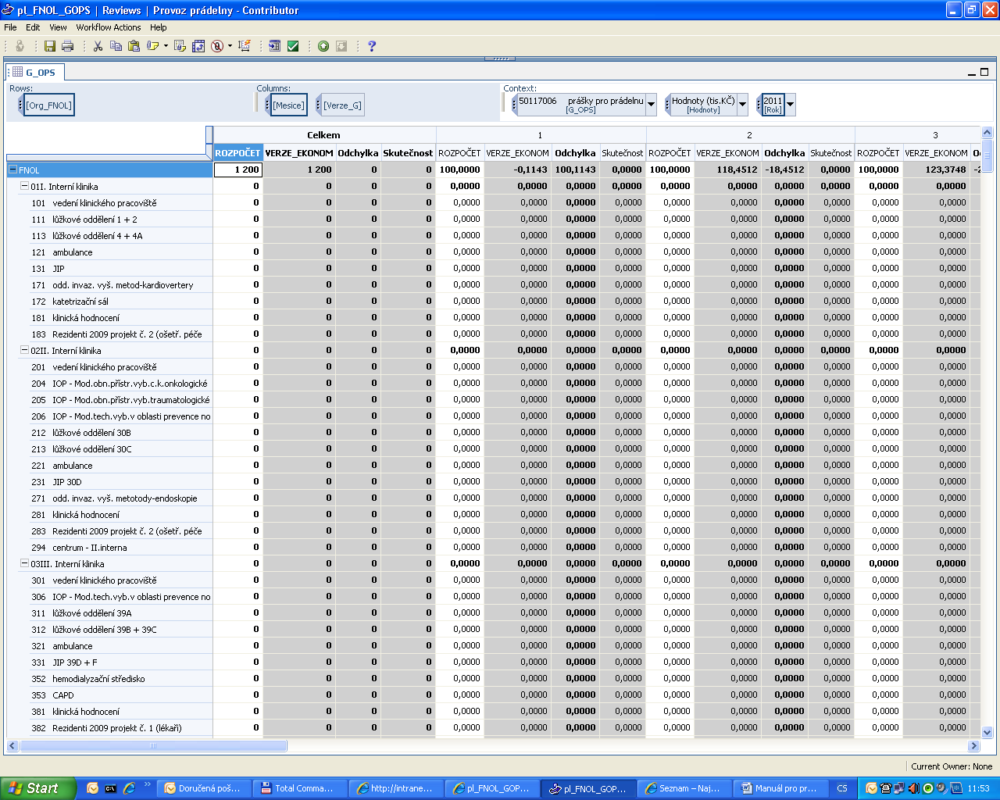 pl_FNOL_GOPS | Reviews | Provoz prádelny - Contributor
File Edit View Workflow Actions Help
G_OPS
Rows: Columns: Context:
[Org_FNOL] [Mesice] [Verze_G] 50117006 prášky pro prádelnu [G_OPS] Hodnoty (tis.KČ) [Hodnoty] 2011 [Rok]
Celkem 1 2 3
ROZPOČET VERZE_EKONOM Odchylka Skutečnost ROZPOČET VERZE_EKONOM Odchylka Skutečnost ROZPOČET VERZE_EKONOM Odchylka Skutečnost ROZPOČET VERZE_EKONOM
FNOL 1 200 1 200 0 0 100,0000 -0,1143 100,1143 0,0000 100,0000 118,4512 -18,4512 0,0000 100,0000 123,3748 -2
01I. Interní klinika 0 0 0 0 0,0000 0,0000 0,0000 0,0000 0,0000 0,0000 0,0000 0,0000 0,0000 0,0000
101 vedení klinického pracoviště 0 0 0 0 0,0000 0,0000 0,0000 0,0000 0,0000 0,0000 0,0000 0,0000 0,0000 0,0000
111 lůžkové oddělení 1 + 2 0 0 0 0 0,0000 0,0000 0,0000 0,0000 0,0000 0,0000 0,0000 0,0000 0,0000 0,0000
113 lůžkové oddělení 4 + 4A 0 0 0 0 0,0000 0,0000 0,0000 0,0000 0,0000 0,0000 0,0000 0,0000 0,0000 0,0000
121 ambulance 0 0 0 0 0,0000 0,0000 0,0000 0,0000 0,0000 0,0000 0,0000 0,0000 0,0000 0,0000
131 JIP 0 0 0 0 0,0000 0,0000 0,0000 0,0000 0,0000 0,0000 0,0000 0,0000 0,0000 0,0000
171 odd. invaz. vyš. metod-kardiovertery 0 0 0 0 0,0000 0,0000 0,0000 0,0000 0,0000 0,0000 0,0000 0,0000 0,0000 0,0000
172 katetrizační sál 0 0 0 0 0,0000 0,0000 0,0000 0,0000 0,0000 0,0000 0,0000 0,0000 0,0000 0,0000
181 klinická hodnocení 0 0 0 0 0,0000 0,0000 0,0000 0,0000 0,0000 0,0000 0,0000 0,0000 0,0000 0,0000
183 Rezidenti 2009 projekt č. 2 (ošetř. péče 0 0 0 0 0,0000 0,0000 0,0000 0,0000 0,0000 0,0000 0,0000 0,0000 0,0000 0,0000
02II. Interní klinika 0 0 0 0 0,0000 0,0000 0,0000 0,0000 0,0000 0,0000 0,0000 0,0000 0,0000 0,0000
201 vedení klinického pracoviště 0 0 0 0 0,0000 0,0000 0,0000 0,0000 0,0000 0,0000 0,0000 0,0000 0,0000 0,0000
204 IOP - Mod.obn.přístr.vyb.c.k.onkologické 0 0 0 0 0,0000 0,0000 0,0000 0,0000 0,0000 0,0000 0,0000 0,0000 0,0000 0,0000
205 IOP - Mod.obn.přístr.vyb.traumatologické 0 0 0 0 0,0000 0,0000 0,0000 0,0000 0,0000 0,0000 0,0000 0,0000 0,0000 0,0000
206 IOP - Mod.tech.vyb.v oblasti prevence no 0 0 0 0 0,0000 0,0000 0,0000 0,0000 0,0000 0,0000 0,0000 0,0000 0,0000 0,0000
212 lůžkové oddělení 30B 0 0 0 0 0,0000 0,0000 0,0000 0,0000 0,0000 0,0000 0,0000 0,0000 0,0000 0,0000
213 lůžkové oddělení 30C 0 0 0 0 0,0000 0,0000 0,0000 0,0000 0,0000 0,0000 0,0000 0,0000 0,0000 0,0000
221 ambulance 0 0 0 0 0,0000 0,0000 0,0000 0,0000 0,0000 0,0000 0,0000 0,0000 0,0000 0,0000
231 JIP 30D 0 0 0 0 0,0000 0,0000 0,0000 0,0000 0,0000 0,0000 0,0000 0,0000 0,0000 0,0000
271 odd. invaz. vyš. metotody-endoskopie 0 0 0 0 0,0000 0,0000 0,0000 0,0000 0,0000 0,0000 0,0000 0,0000 0,0000 0,0000
281 klinická hodnocení 0 0 0 0 0,0000 0,0000 0,0000 0,0000 0,0000 0,0000 0,0000 0,0000 0,0000 0,0000
283 Rezidenti 2009 projekt č. 2 (ošetř. péče 0 0 0 0 0,0000 0,0000 0,0000 0,0000 0,0000 0,0000 0,0000 0,0000 0,0000 0,0000
294 centrum - II.interna 0 0 0 0 0,0000 0,0000 0,0000 0,0000 0,0000 0,0000 0,0000 0,0000 0,0000 0,0000
03III. Interní klinika 0 0 0 0 0,0000 0,0000 0,0000 0,0000 0,0000 0,0000 0,0000 0,0000 0,0000 0,0000
301 vedení klinického pracoviště 0 0 0 0 0,0000 0,0000 0,0000 0,0000 0,0000 0,0000 0,0000 0,0000 0,0000 0,0000
306 IOP - Mod.tech.vyb.v oblasti prevence no 0 0 0 0 0,0000 0,0000 0,0000 0,0000 0,0000 0,0000 0,0000 0,0000 0,0000 0,0000
311 lůžkové oddělení 39A 0 0 0 0 0,0000 0,0000 0,0000 0,0000 0,0000 0,0000 0,0000 0,0000 0,0000 0,0000
312 lůžkové oddělení 39B + 39C 0 0 0 0 0,0000 0,0000 0,0000 0,0000 0,0000 0,0000 0,0000 0,0000 0,0000 0,0000
321 ambulance 0 0 0 0 0,0000 0,0000 0,0000 0,0000 0,0000 0,0000 0,0000 0,0000 0,0000 0,0000
331 JIP 39D + F 0 0 0 0 0,0000 0,0000 0,0000 0,0000 0,0000 0,0000 0,0000 0,0000 0,0000 0,0000
352 hemodialyzační středisko 0 0 0 0 0,0000 0,0000 0,0000 0,0000 0,0000 0,0000 0,0000 0,0000 0,0000 0,0000
353 CAPD 0 0 0 0 0,0000 0,0000 0,0000 0,0000 0,0000 0,0000 0,0000 0,0000 0,0000 0,0000
381 klinická hodnocení 0 0 0 0 0,0000 0,0000 0,0000 0,0000 0,0000 0,0000 0,0000 0,0000 0,0000 0,0000
382 Rezidenti 2009 projekt č. 1 (lékaři) 0 0 0 0 0,0000 0,0000 0,0000 0,0000 0,0000 0,0000 0,0000 0,0000 0,0000 0,0000
Current Owner: None
Start Doručená poš... Total Comma... http://intrane... pl_FNOL_GOP... pl_FNOL_GOP... Seznam – Naj... Manuál pro pr... CS 11:53